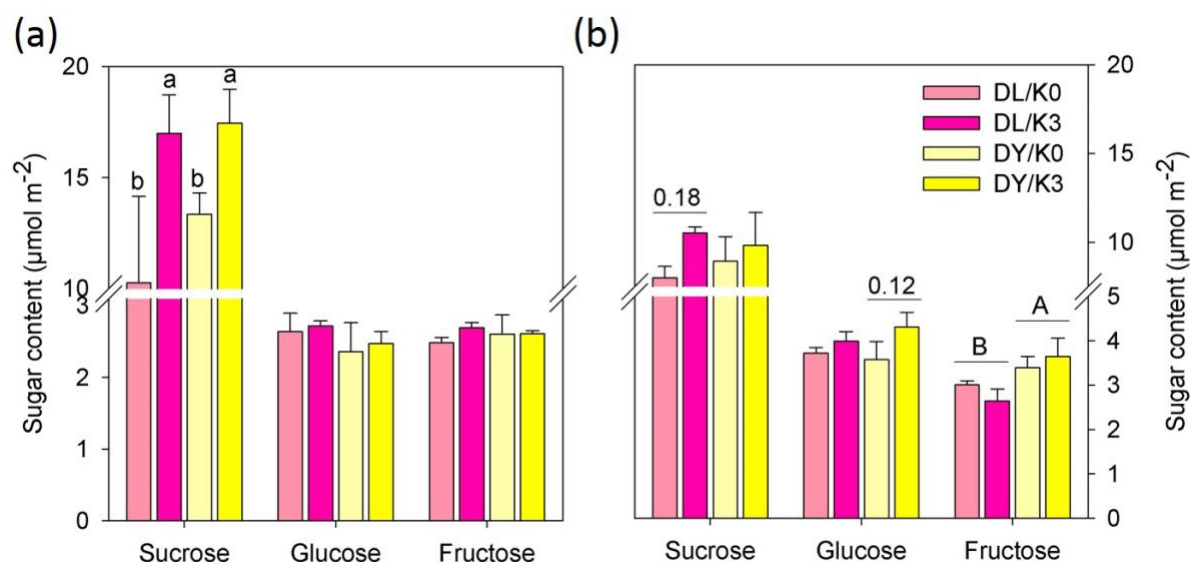 (a)
(b)
Sugar content (μmol m⁻²)
20
15
10
3
2
1
0
b
a
b
a
Sucrose
Glucose
Fructose
DL/K0
DL/K3
DY/K0
DY/K3
0.18
0.12
B
A
20
15
10
5
4
3
2
1
0
Sugar content (μmol m⁻²)
Sucrose
Glucose
Fructose